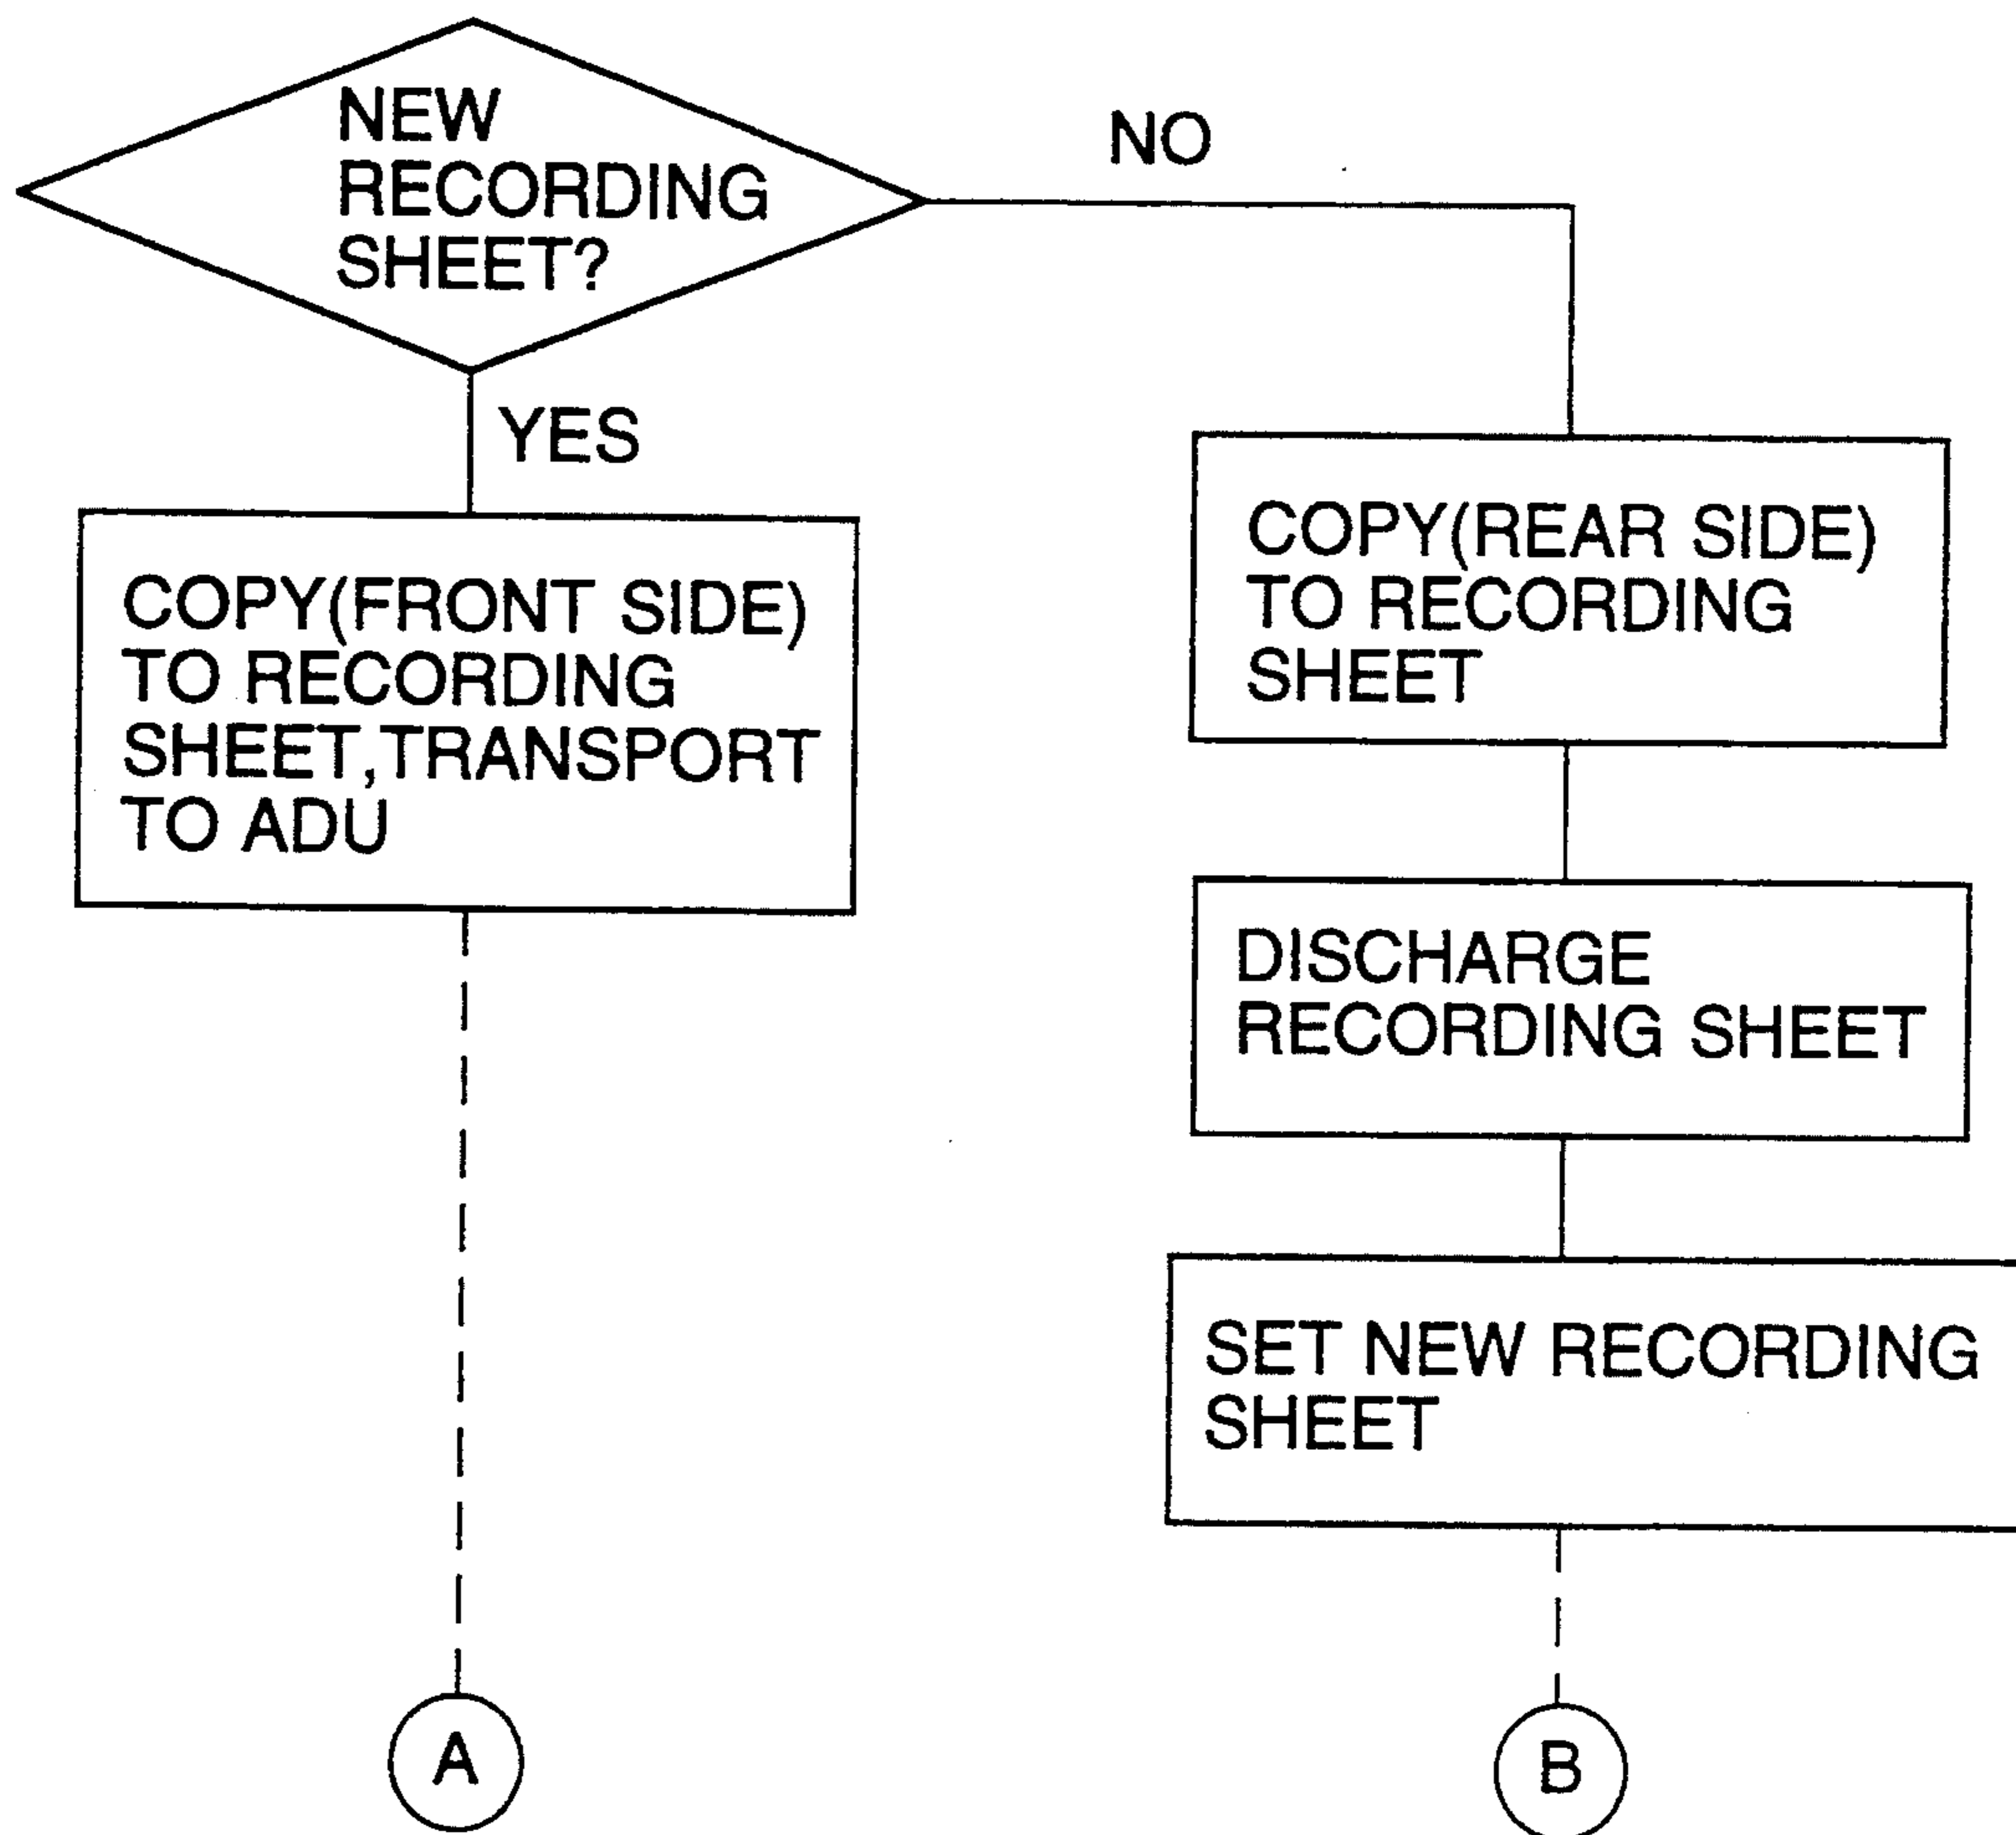 NEW
RECORDING
SHEET?
NO
YES
COPY(FRONT SIDE)
TO RECORDING
SHEET,TRANSPORT
TO ADU
COPY(REAR SIDE)
TO RECORDING
SHEET
DISCHARGE
RECORDING SHEET
SET NEW RECORDING
SHEET
A
B